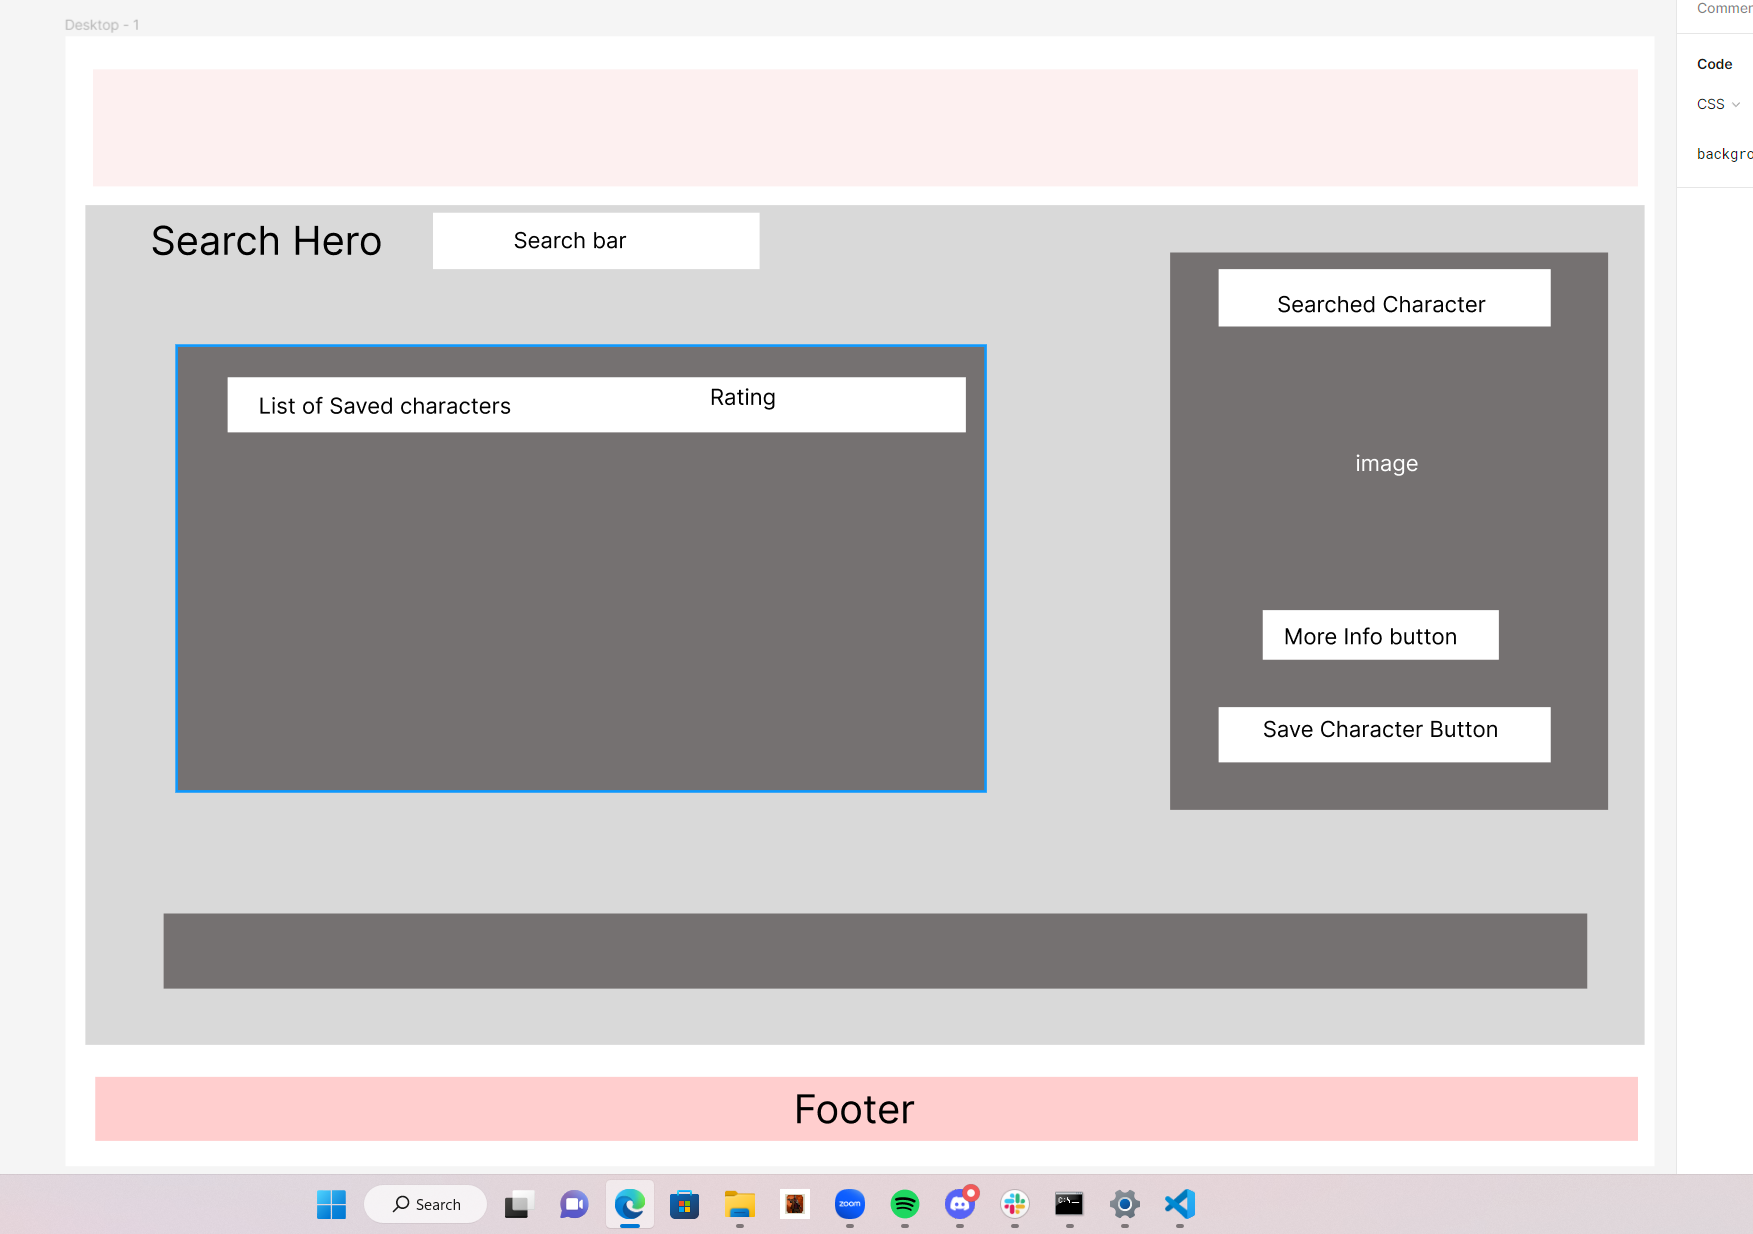 Desktop - 1
Commer
Code
CSS
backgro
Search Hero
Search bar
Searched Character
List of Saved characters
Rating
image
More Info button
Save Character Button
Footer
Search
zoom